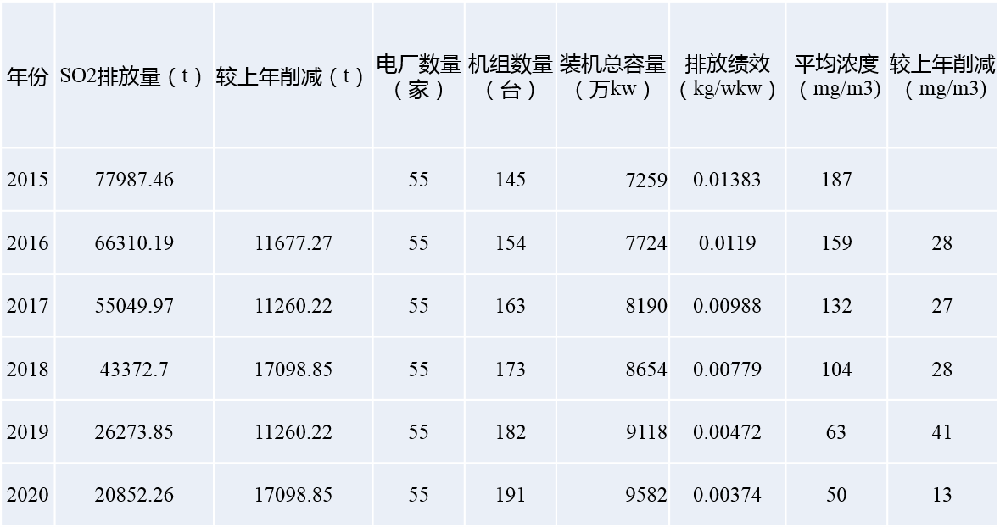 年份 SO2排放量（t） 较上年削减（t） 电厂数量（家） 机组数量（台） 装机总容量（万kw） 排放绩效（kg/wkw） 平均浓度（mg/m3) 较上年削减（mg/m3)
2015 77987.46 55 145 7259 0.01383 187
2016 66310.19 11677.27 55 154 7724 0.0119 159 28
2017 55049.97 11260.22 55 163 8190 0.00988 132 27
2018 43372.7 17098.85 55 173 8654 0.00779 104 28
2019 26273.85 11260.22 55 182 9118 0.00472 63 41
2020 20852.26 17098.85 55 191 9582 0.00374 50 13